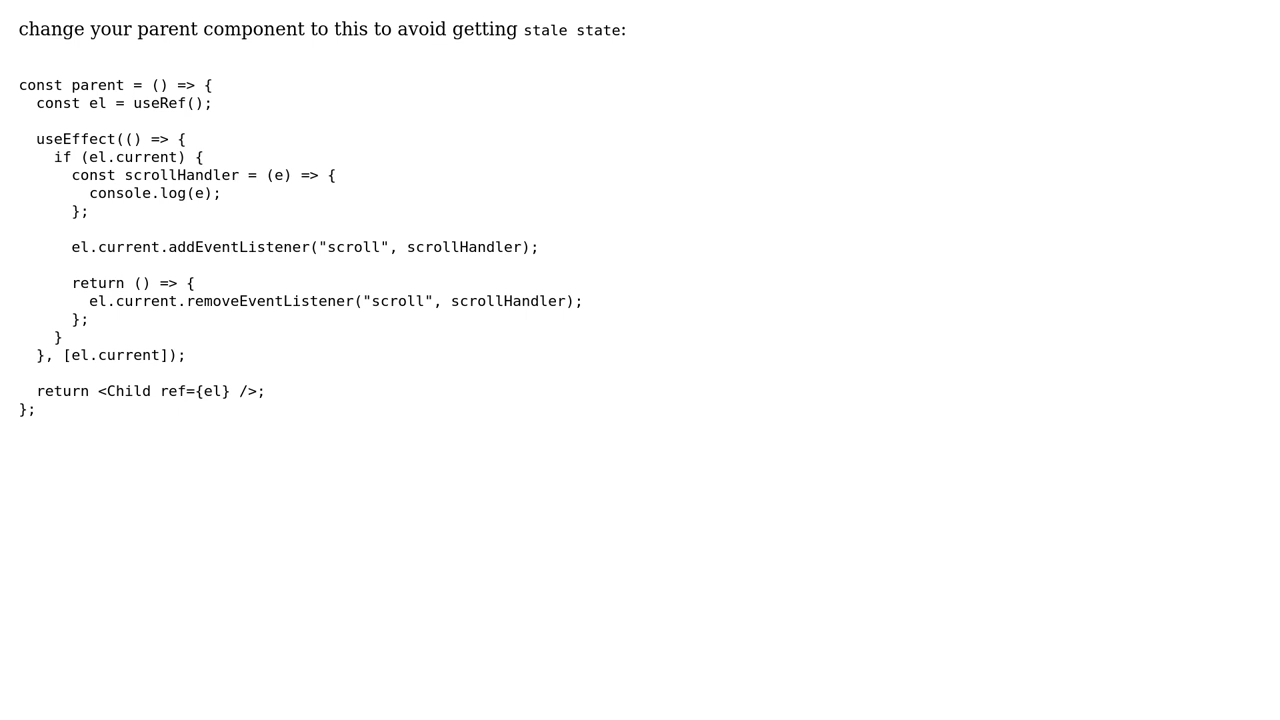 change your parent component to this to avoid getting stale state:
const parent = () => {
  const el = useRef();
  useEffect(() => {
    if (el.current) {
      const scrollHandler = (e) => {
        console.log(e);
      };
      el.current.addEventListener("scroll", scrollHandler);
      return () => {
        el.current.removeEventListener("scroll", scrollHandler);
      };
    }
  }, [el.current]);
  return <Child ref={el} />;
};